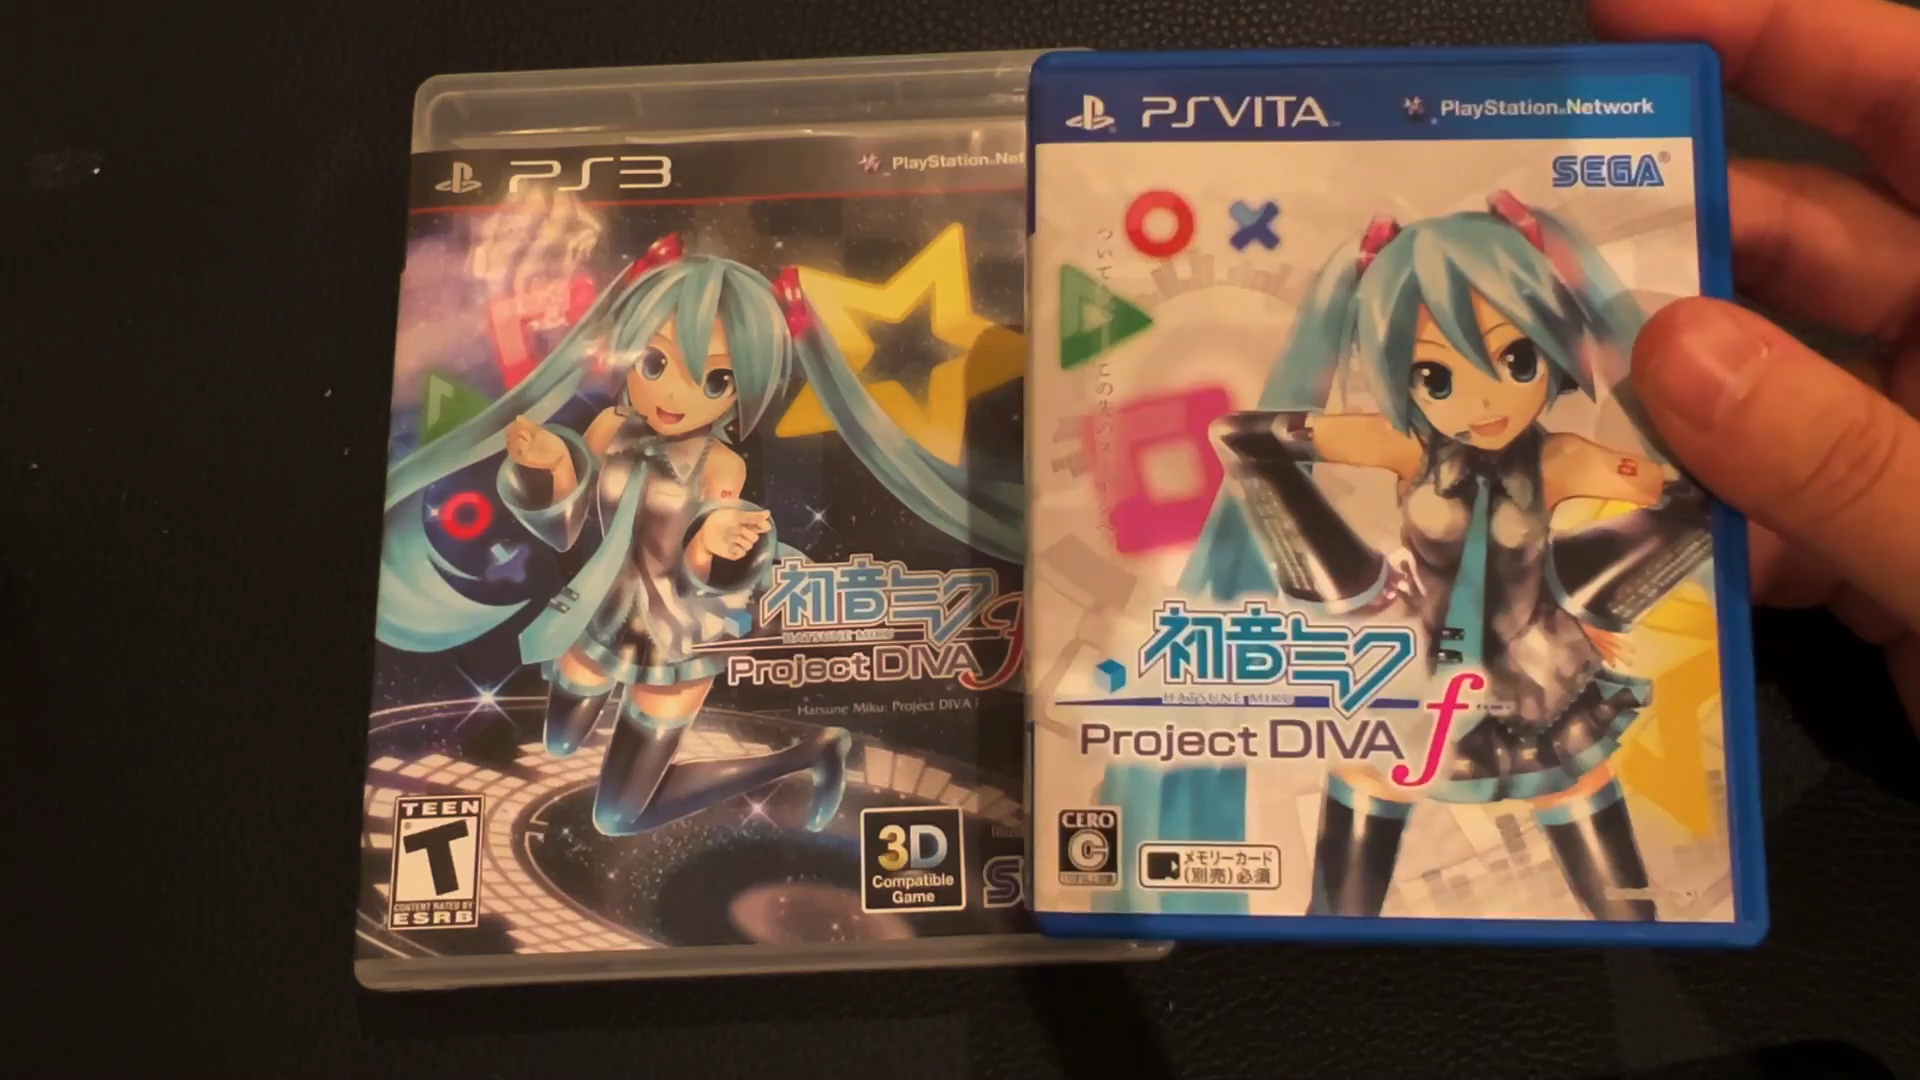 PS3
PlayStation®Net
初音ミク
HATSUNE MIKU
Project DIVA f
Hatsune Miku: Project DIVA
TEEN
T
CONTENT RATED BY
ESRB
3D
Compatible
Game
PSVITA
PlayStation®Network
SEGA®
初音ミク
HATSUNE MIKU
Project DIVA f
CERO
C
メモリーカード
(別売)必須